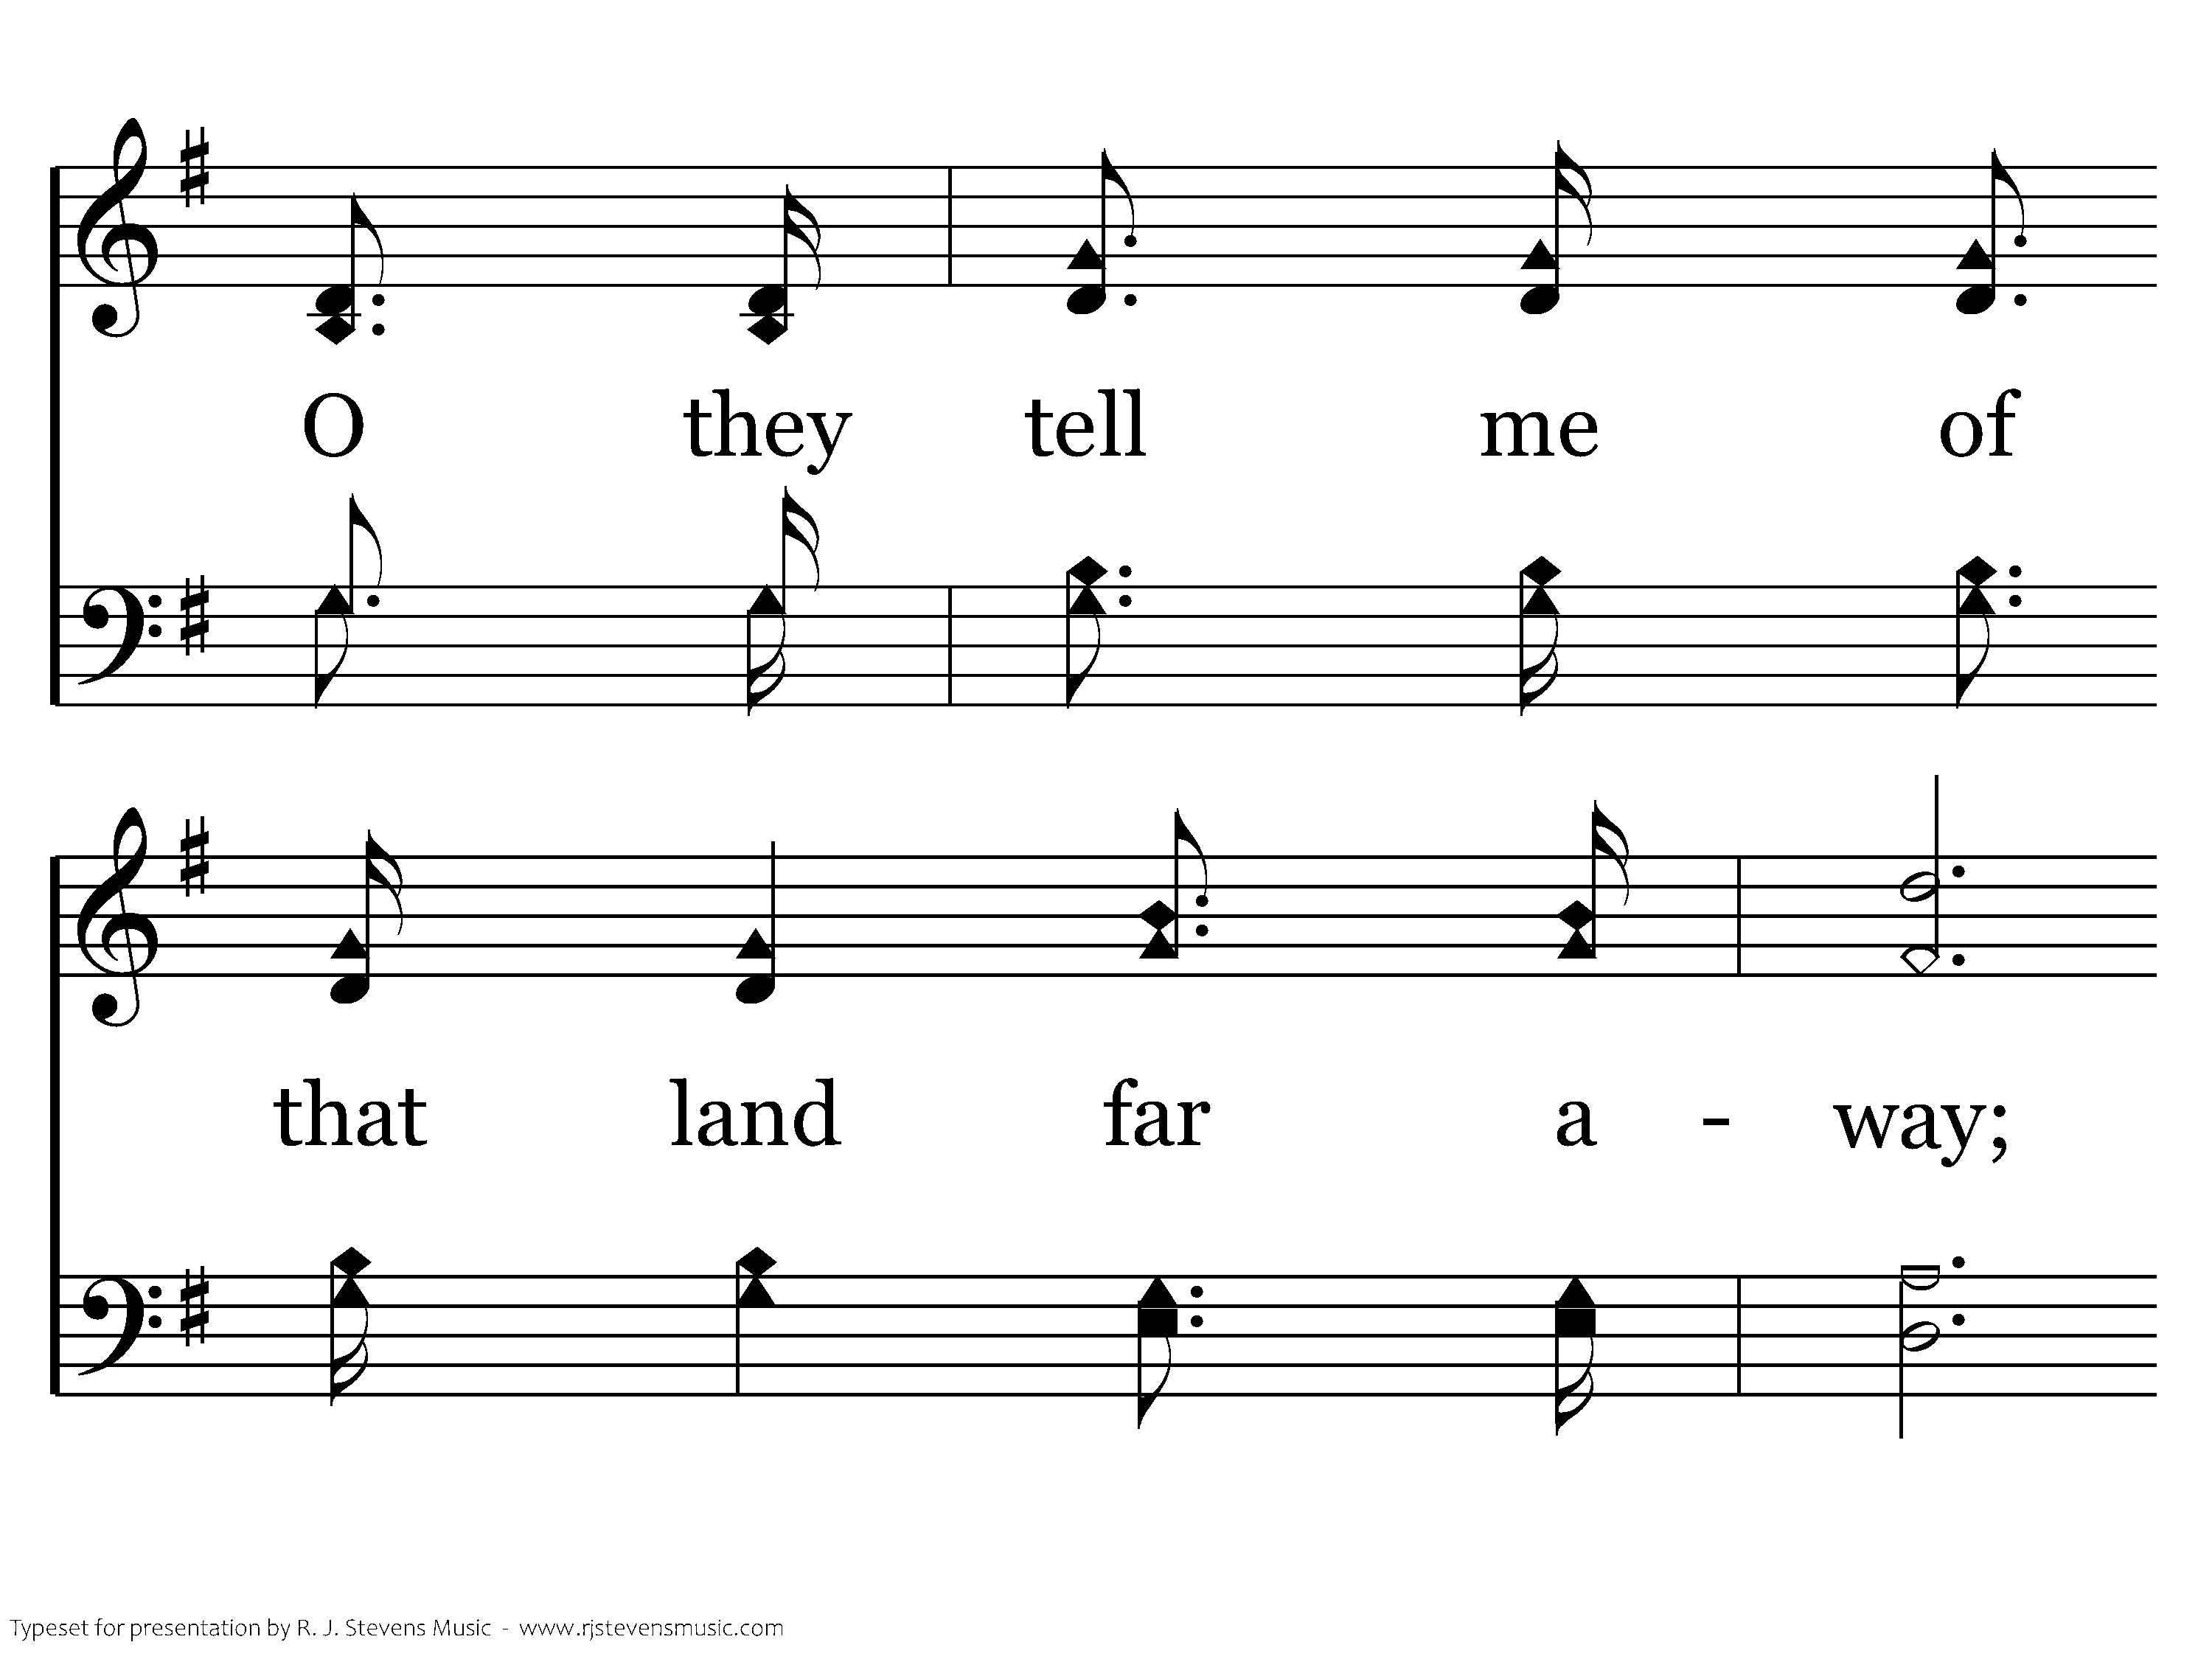 O they tell me of
that land far a - way;
Typeset for presentation by R. J. Stevens Music - www.rjstevensmusic.com